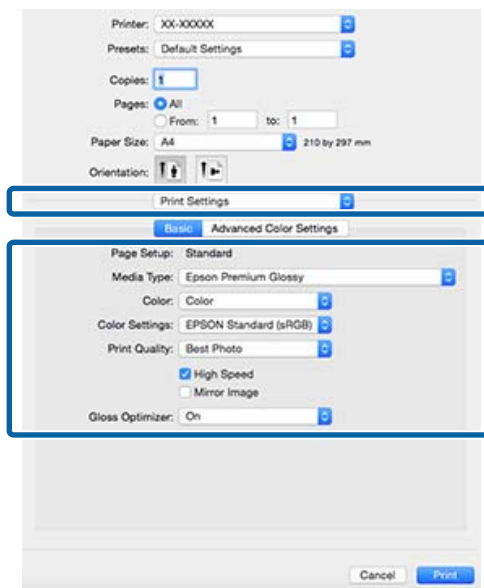 Printer: XX-XXXXX
Presets: Default Settings
Copies: 1
Pages: All
From: 1 to: 1
Paper Size: A4 210 by 297 mm
Orientation:
Print Settings
Basic Advanced Color Settings
Page Setup: Standard
Media Type: Epson Premium Glossy
Color: Color
Color Settings: EPSON Standard (sRGB)
Print Quality: Best Photo
High Speed
Mirror Image
Gloss Optimizer: On
Cancel Print